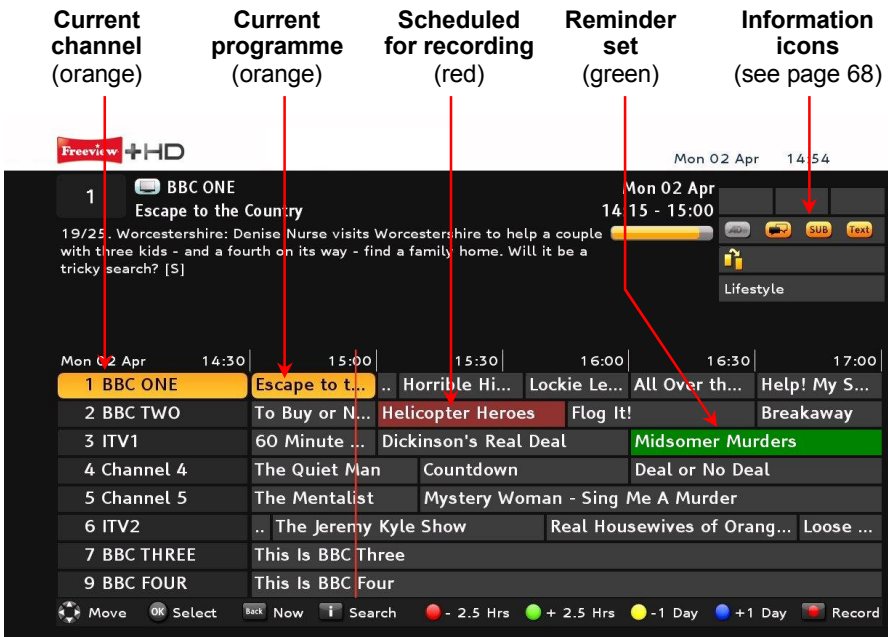 Current Current Scheduled Reminder Information
channel programme for recording set icons
(orange) (orange) (red) (green) (see page 68)
Freeview +HD
Mon 02 Apr 14:54
1 BBC ONE Mon 02 Apr
Escape to the Country 14:15 - 15:00
19/25. Worcestershire: Denise Nurse visits Worcestershire to help a couple AD SUB Text
with three kids - and a fourth on its way - find a family home. Will it be a
tricky search? [S]
Lifestyle
Mon 02 Apr 14:30 15:00 15:30 16:00 16:30 17:00
1 BBC ONE Escape to t... .. Horrible Hi... Lockie Le... All Over th... Help! My S...
2 BBC TWO To Buy or N... Helicopter Heroes Flog It! Breakaway
3 ITV1 60 Minute ... Dickinson's Real Deal Midsomer Murders
4 Channel 4 The Quiet Man Countdown Deal or No Deal
5 Channel 5 The Mentalist Mystery Woman - Sing Me A Murder
6 ITV2 .. The Jeremy Kyle Show Real Housewives of Orang... Loose ...
7 BBC THREE This Is BBC Three
9 BBC FOUR This Is BBC Four
Move OK Select Back Now i Search - 2.5 Hrs + 2.5 Hrs -1 Day +1 Day Record